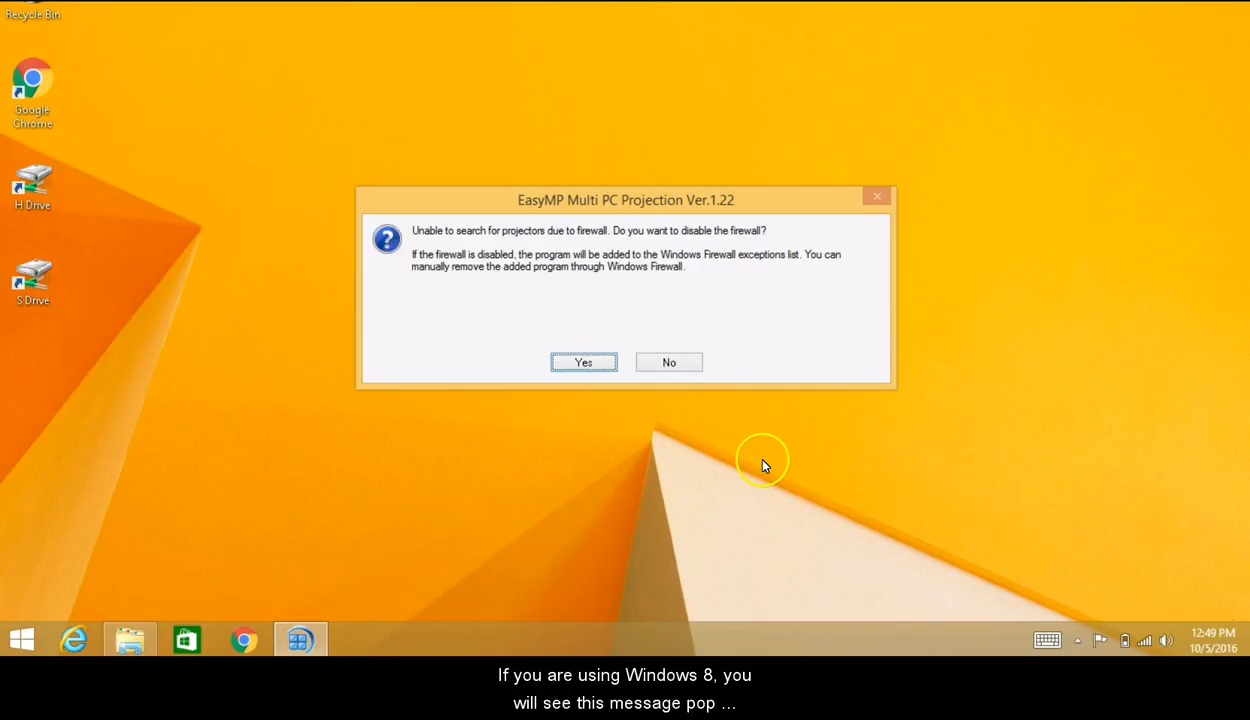 Recycle Bin
Google
Chrome
H Drive
S Drive
EasyMP Multi PC Projection Ver.1.22
Unable to search for projectors due to firewall. Do you want to disable the firewall?
If the firewall is disabled, the program will be added to the Windows Firewall exceptions list. You can
manually remove the added program through Windows Firewall.
Yes
No
12:49 PM
10/5/2016
If you are using Windows 8, you
will see this message pop ...